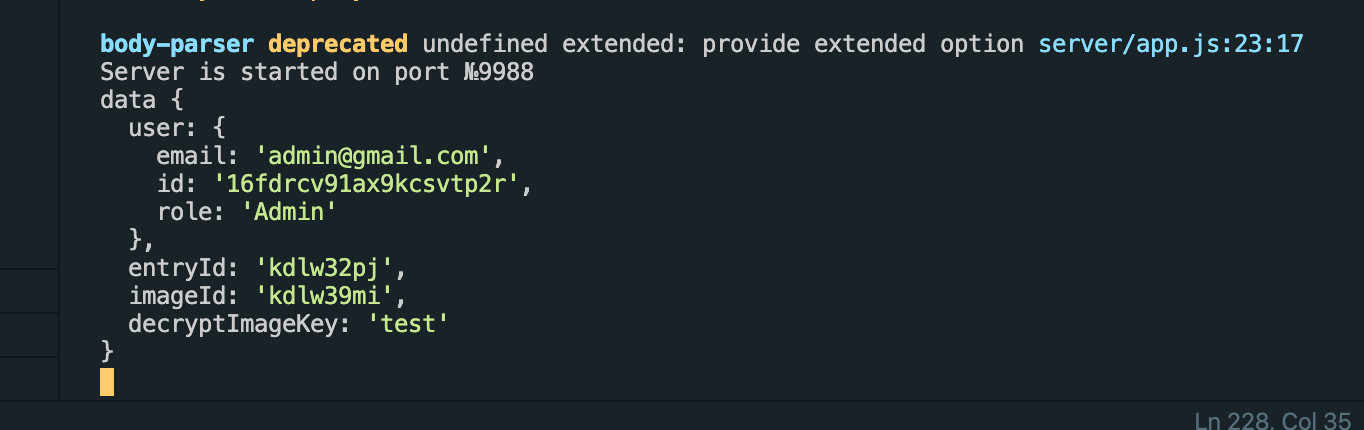 body-parser deprecated undefined extended: provide extended option server/app.js:23:17
Server is started on port №9988
data {
  user: {
    email: 'admin@gmail.com',
    id: '16fdrcv91ax9kcsvtp2r',
    role: 'Admin'
  },
  entryId: 'kdlw32pj',
  imageId: 'kdlw39mi',
  decryptImageKey: 'test'
}
Ln 228, Col 35